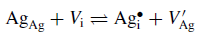 Ag_Ag + V_i ⇌ Ag_i^• + V'_Ag